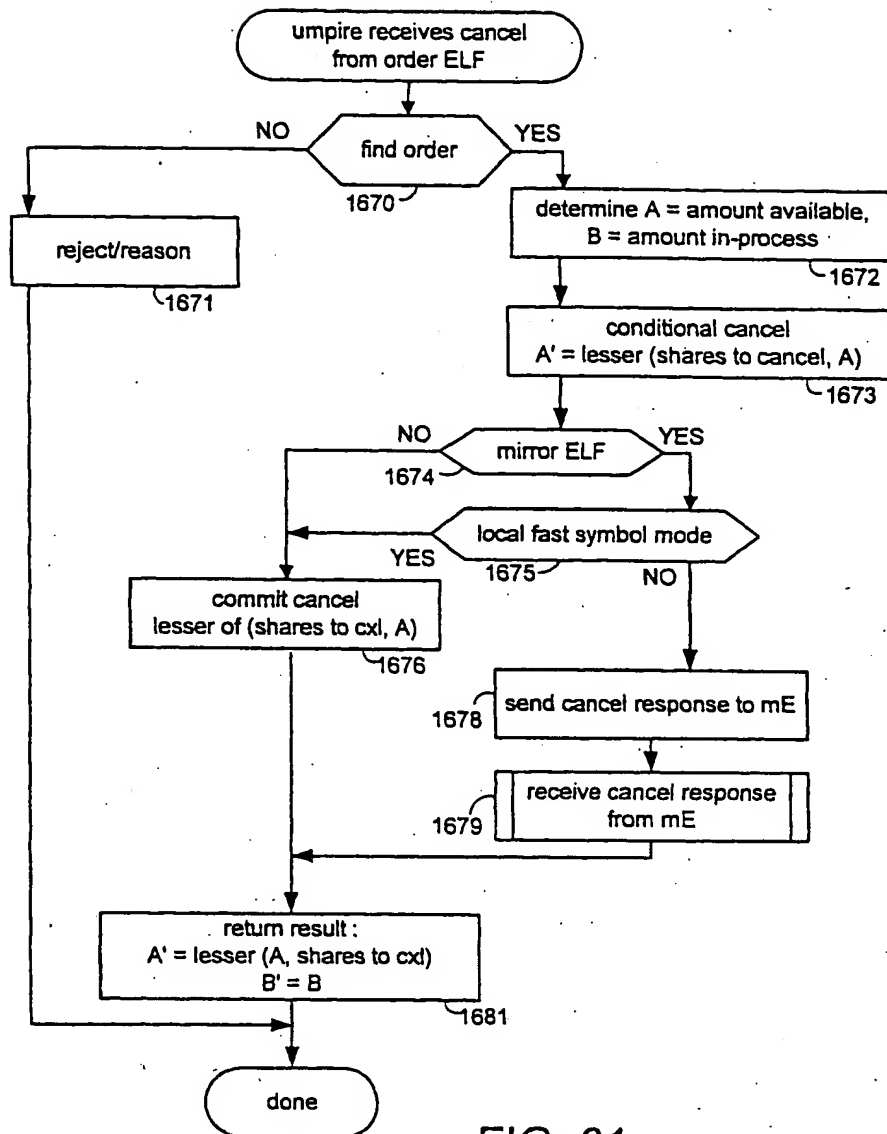 umpire receives cancel
from order ELF
NO
YES
find order
1670
determine A = amount available,
B = amount in-process
1672
reject/reason
1671
conditional cancel
A' = lesser (shares to cancel, A)
1673
NO
YES
mirror ELF
1674
local fast symbol mode
YES
1675
NO
commit cancel
lesser of (shares to cxl, A)
1676
send cancel response to mE
1678
receive cancel response
from mE
1679
return result :
A' = lesser (A, shares to cxl)
B' = B
1681
done